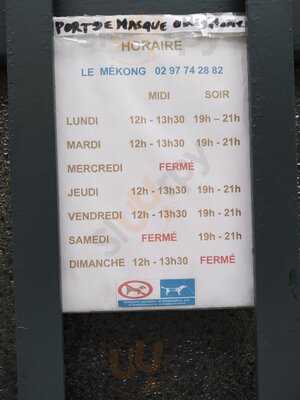 PORT DE MASQUE
HORAIRE
LE MÉKONG 02 97 74 28 82
MIDI SOIR
LUNDI 12h - 13h30 19h – 21h
MARDI 12h - 13h30 19h - 21h
MERCREDI FERMÉ
JEUDI 12h - 13h30 19h - 21h
VENDREDI 12h - 13h30 19h - 21h
SAMEDI FERMÉ 19h - 21h
DIMANCHE 12h - 13h30 FERMÉ